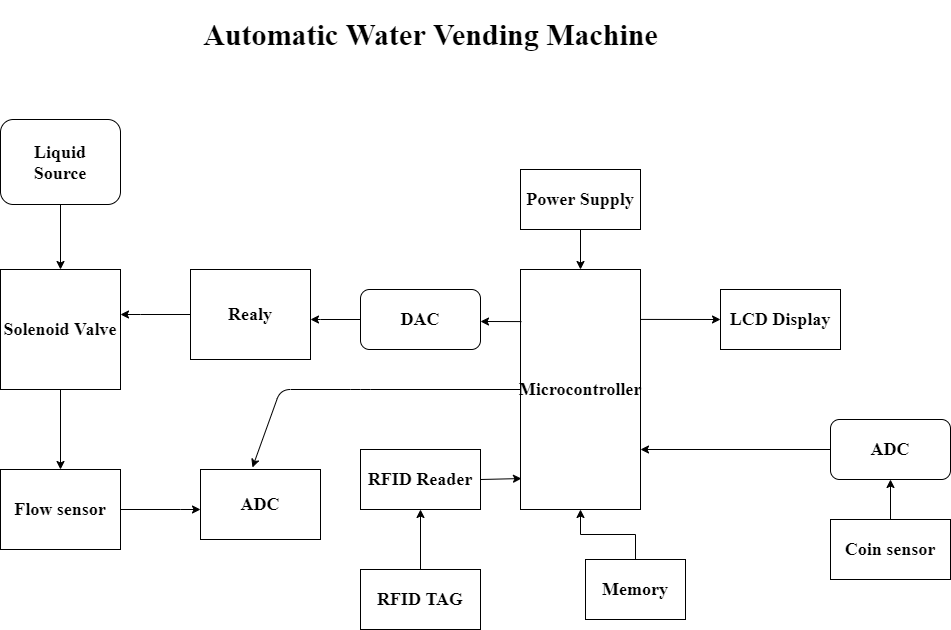 Automatic Water Vending Machine
Liquid
Source
Power Supply
Solenoid Valve
Realy
DAC
LCD Display
Microcontroller
Flow sensor
ADC
RFID Reader
ADC
RFID TAG
Memory
Coin sensor